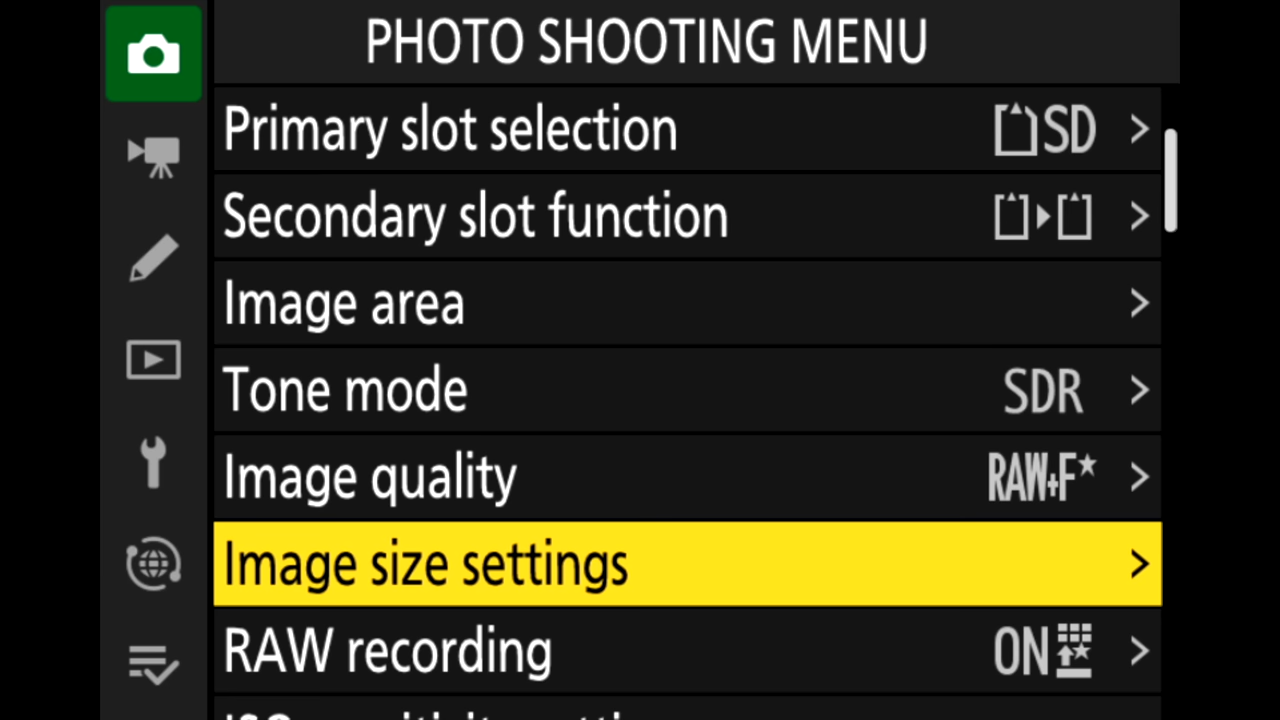 PHOTO SHOOTING MENU
Primary slot selection SD >
Secondary slot function >
Image area >
Tone mode SDR >
Image quality RAW+F★ >
Image size settings >
RAW recording ON >